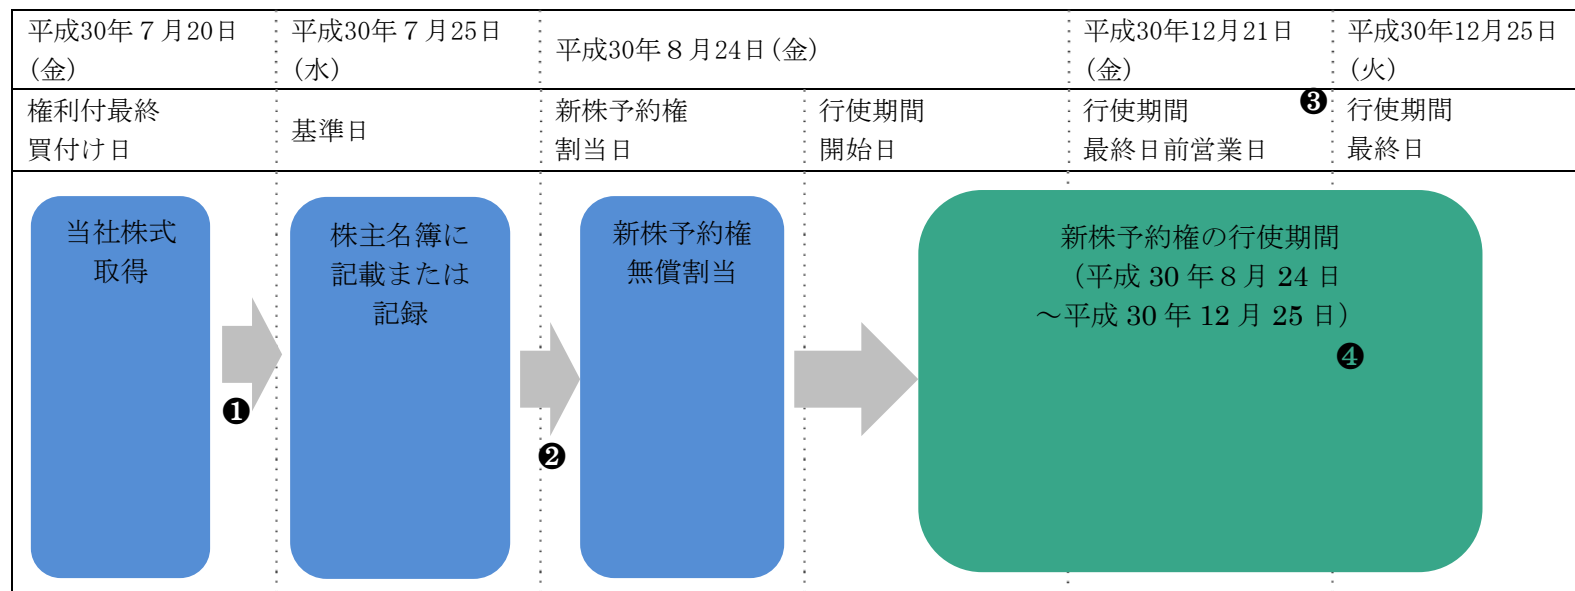 平成30年７月20日
(金)
平成30年７月25日
(水)
平成30年８月24日(金)
平成30年12月21日
(金)
平成30年12月25日
(火)
権利付最終
買付け日
基準日
新株予約権
割当日
行使期間
開始日
行使期間
最終日前営業日
❸
行使期間
最終日
当社株式
取得
❶
株主名簿に
記載または
記録
❷
新株予約権
無償割当
新株予約権の行使期間
（平成 30 年８月 24 日
～平成 30 年 12 月 25 日）
❹